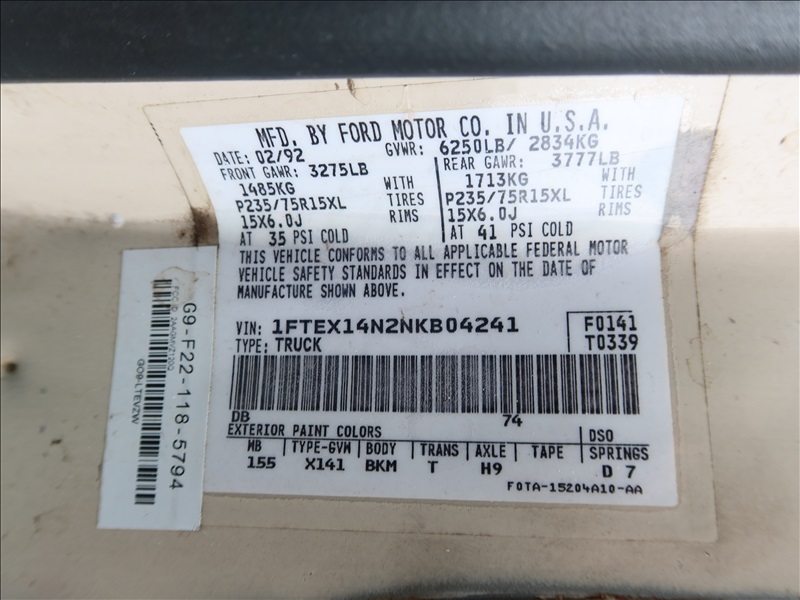 MFD. BY FORD MOTOR CO. IN U.S.A.
DATE: 02/92 GVWR: 6250LB/ 2834KG
FRONT GAWR: 3275LB REAR GAWR: 3777LB
1485KG WITH 1713KG WITH
P235/75R15XL TIRES P235/75R15XL TIRES
15X6.0J RIMS 15X6.0J RIMS
AT 35 PSI COLD AT 41 PSI COLD
THIS VEHICLE CONFORMS TO ALL APPLICABLE FEDERAL MOTOR
VEHICLE SAFETY STANDARDS IN EFFECT ON THE DATE OF
MANUFACTURE SHOWN ABOVE.
VIN: 1FTEX14N2NKB04241 F0141
TYPE: TRUCK T0339
DB 74
EXTERIOR PAINT COLORS DSO
MB TYPE-GVM BODY TRANS AXLE TAPE SPRINGS
155 X141 BKM T H9 D 7
F0TA-15204A10-AA
G9-F22-118-5794
GO9-LTEVZW